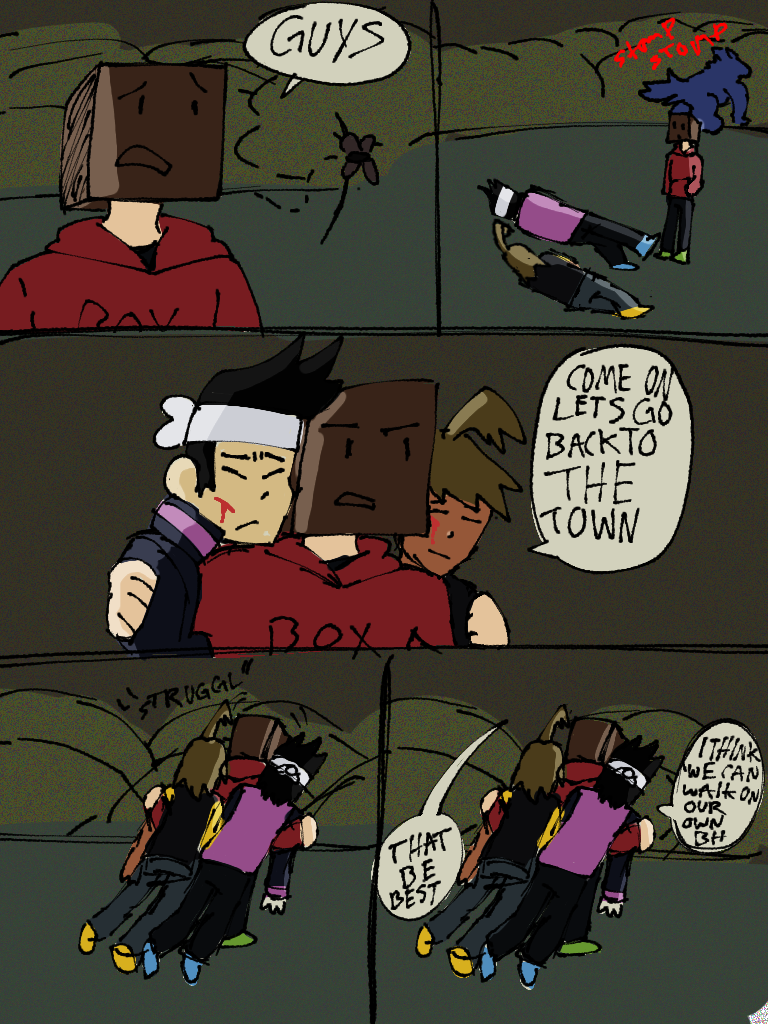 GUYS
BOX
STOMP
STOMP
COME ON
LETS GO
BACK TO
THE
TOWN
BOX
"STRUGGL"
I THINK
WE CAN
WALK ON
OUR
OWN
BH
THAT
BE
BEST